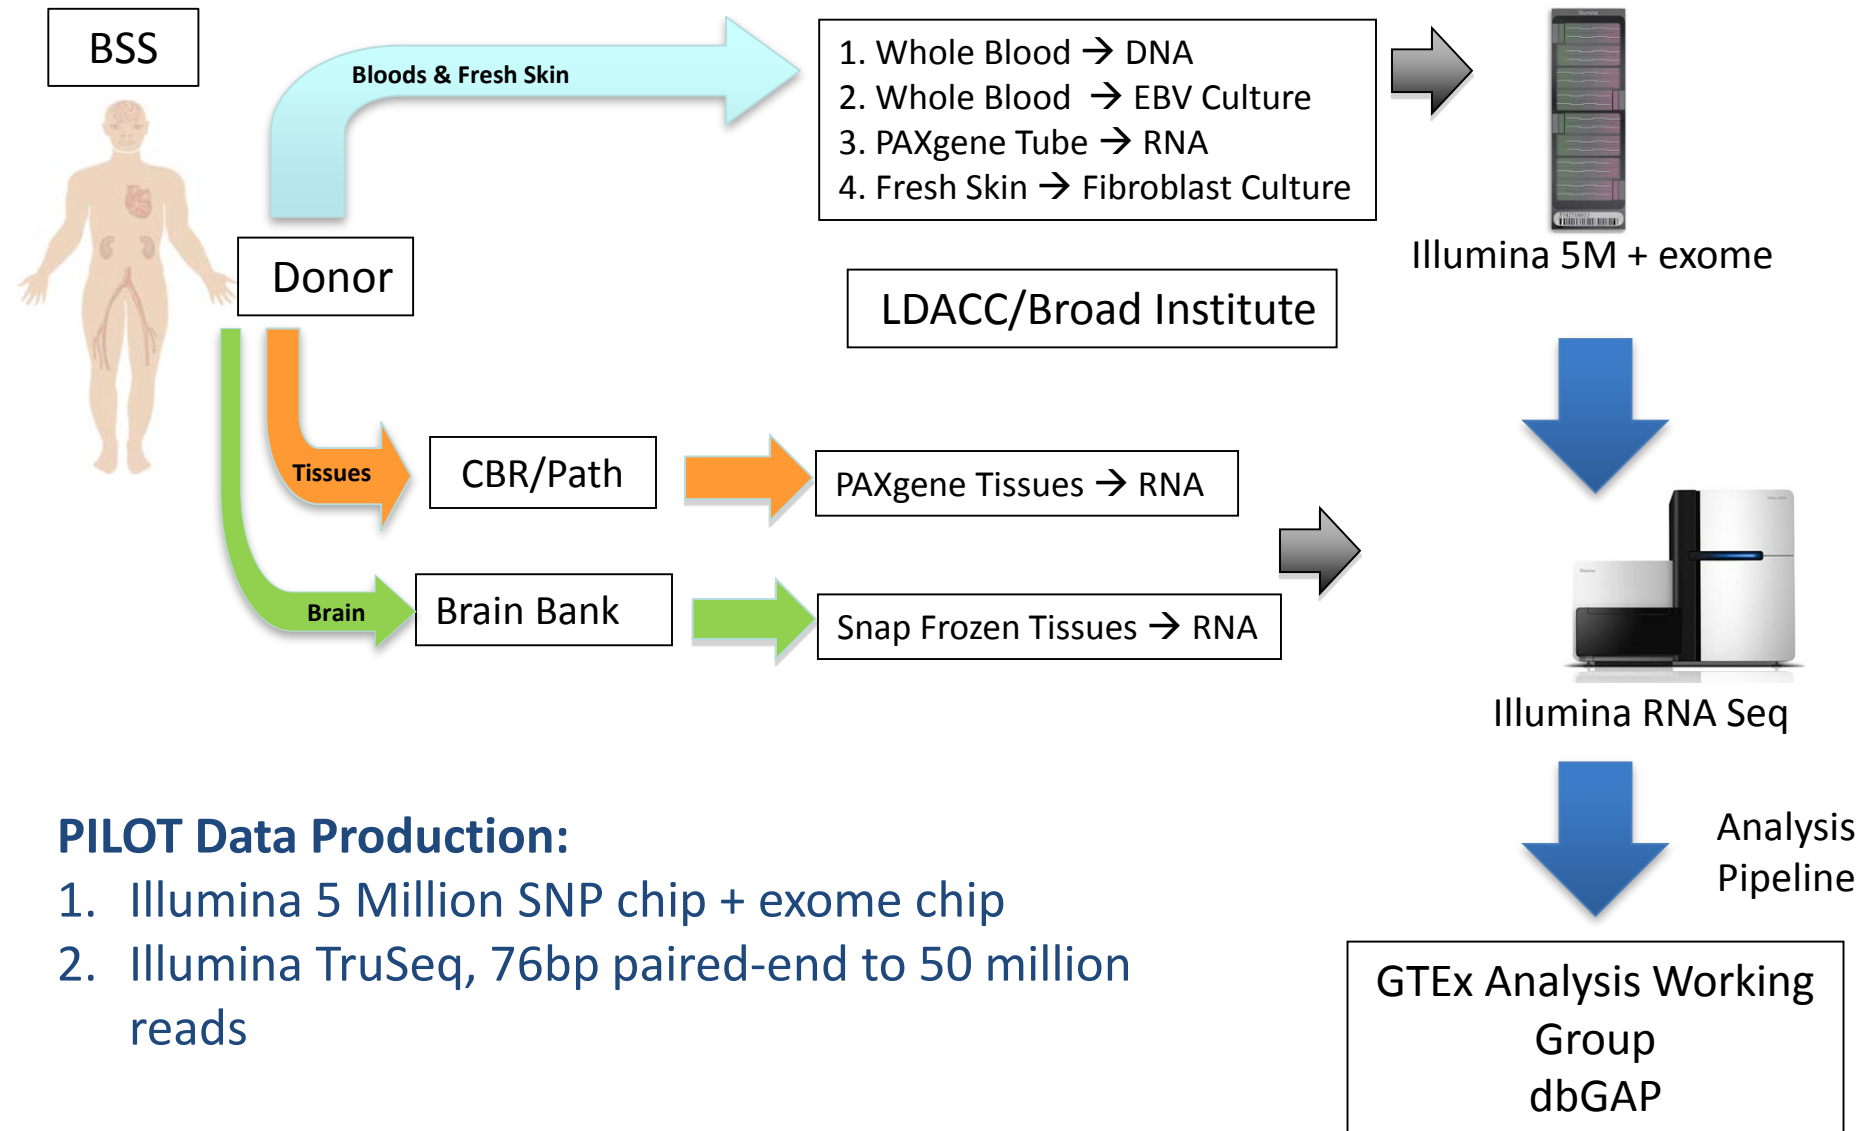 BSS
Bloods & Fresh Skin
1. Whole Blood → DNA
2. Whole Blood → EBV Culture
3. PAXgene Tube → RNA
4. Fresh Skin → Fibroblast Culture
Illumina 5M + exome
Donor
LDACC/Broad Institute
Tissues
CBR/Path
PAXgene Tissues → RNA
Brain
Brain Bank
Snap Frozen Tissues → RNA
Illumina RNA Seq
Analysis
Pipeline
PILOT Data Production:
1. Illumina 5 Million SNP chip + exome chip
2. Illumina TruSeq, 76bp paired-end to 50 million
reads
GTEx Analysis Working
Group
dbGAP